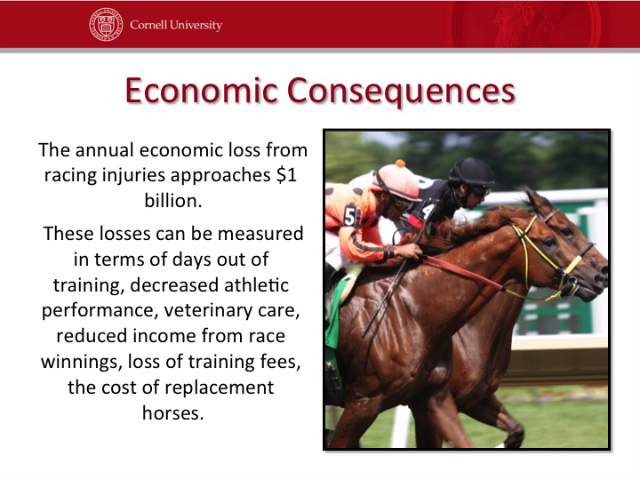 Cornell University
Economic Consequences
The annual economic loss from
racing injuries approaches $1
billion.
These losses can be measured
in terms of days out of
training, decreased athletic
performance, veterinary care,
reduced income from race
winnings, loss of training fees,
the cost of replacement
horses.
5
4